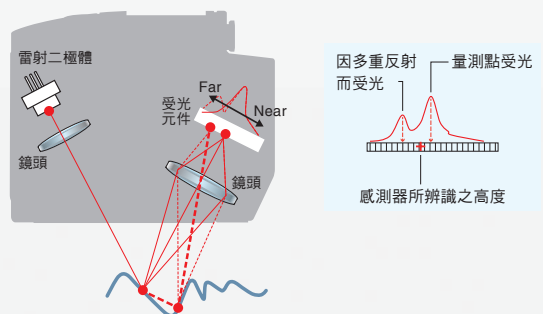 雷射二極體
鏡頭
Far
Near
受光
元件
鏡頭
因多重反射
而受光
量測點受光
感測器所辨識之高度